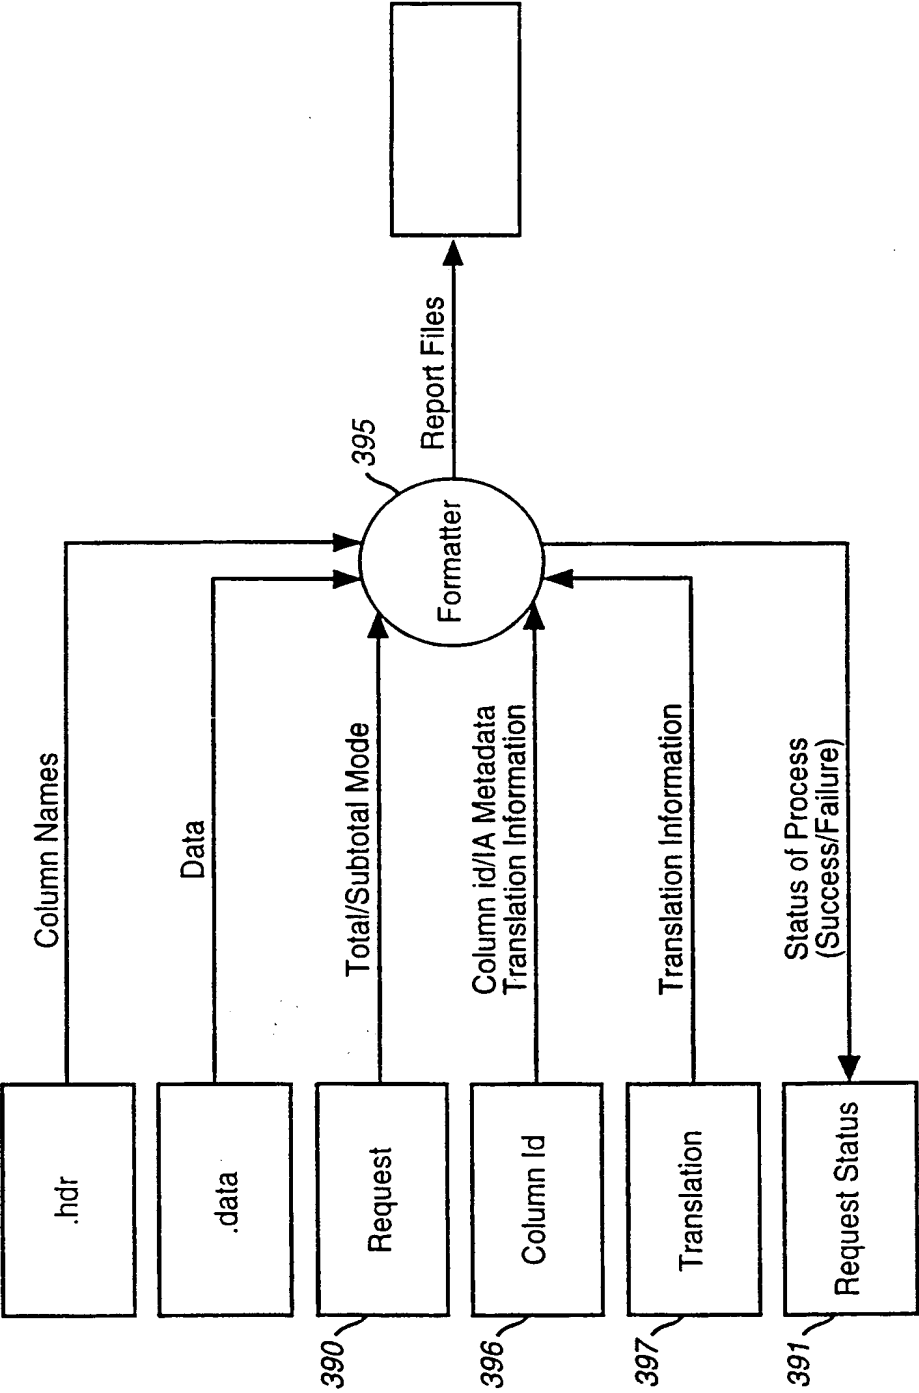 .hdr
Column Names
.data
Data
390
Request
Total/Subtotal Mode
396
Column Id
Column id/IA Metadata
Translation Information
397
Translation
Translation Information
391
Request Status
Status of Process
(Success/Failure)
Formatter
395
Report Files